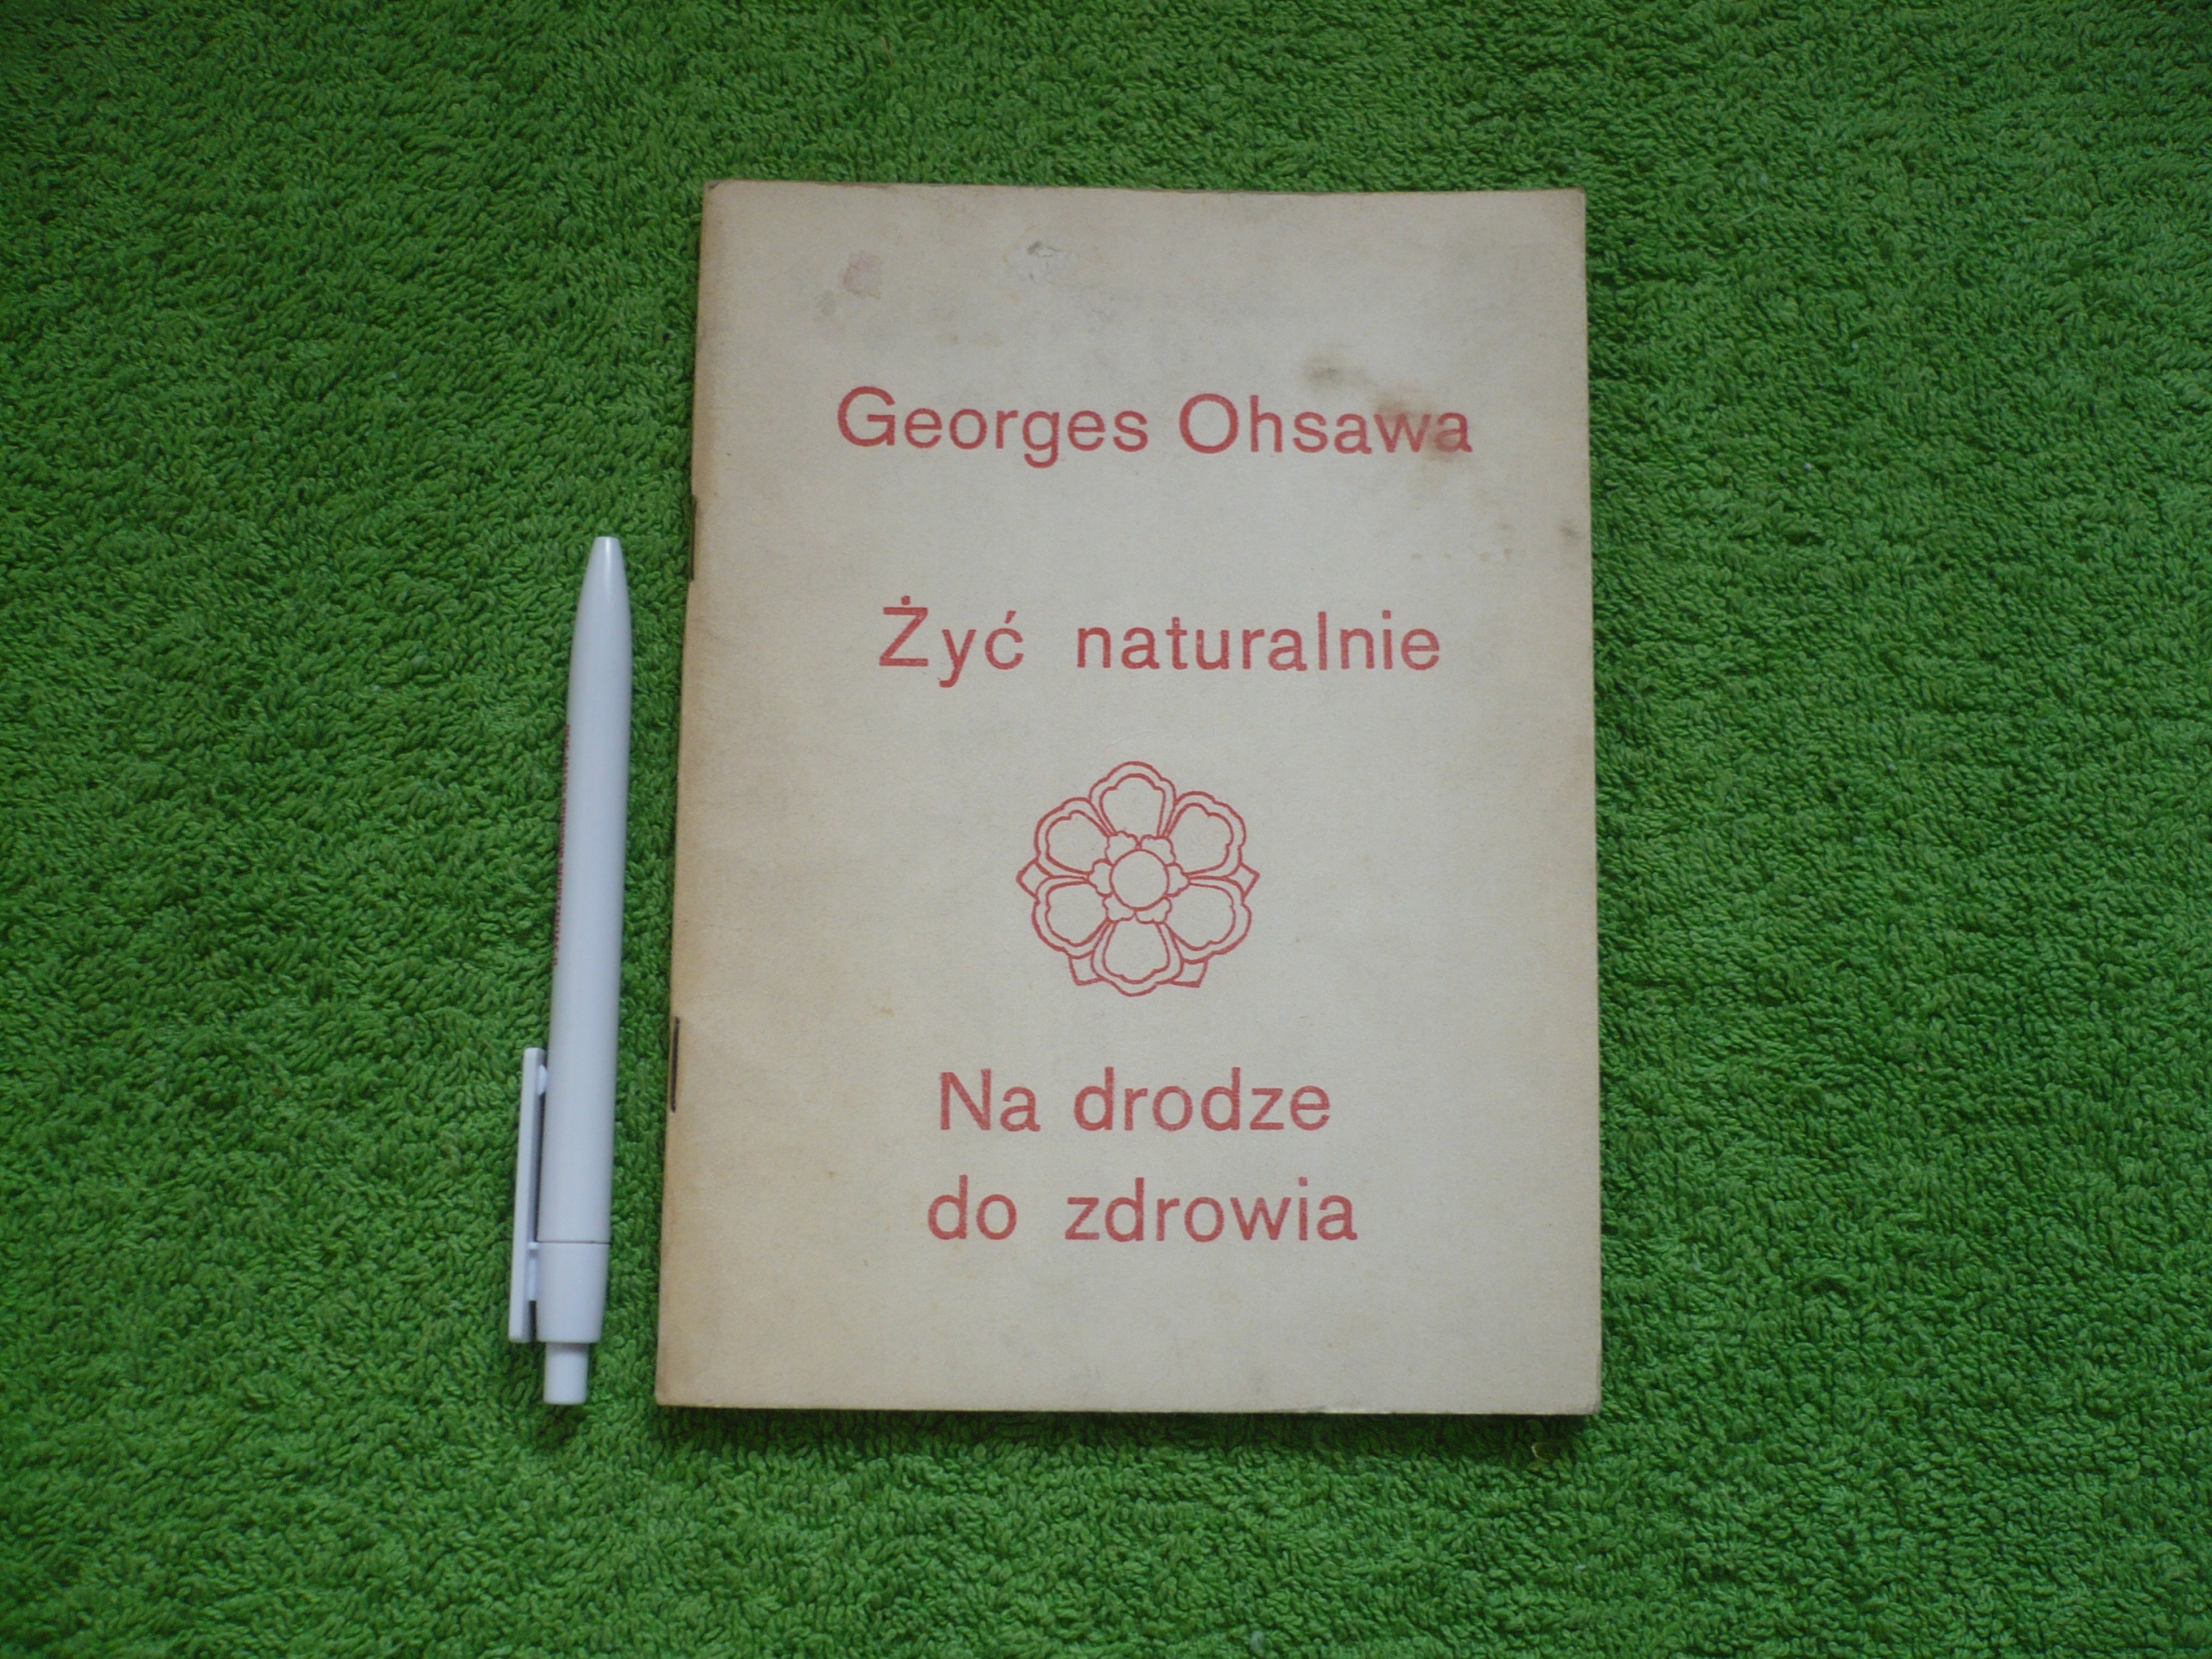 Georges Ohsawa
Żyć naturalnie
Na drodze
do zdrowia